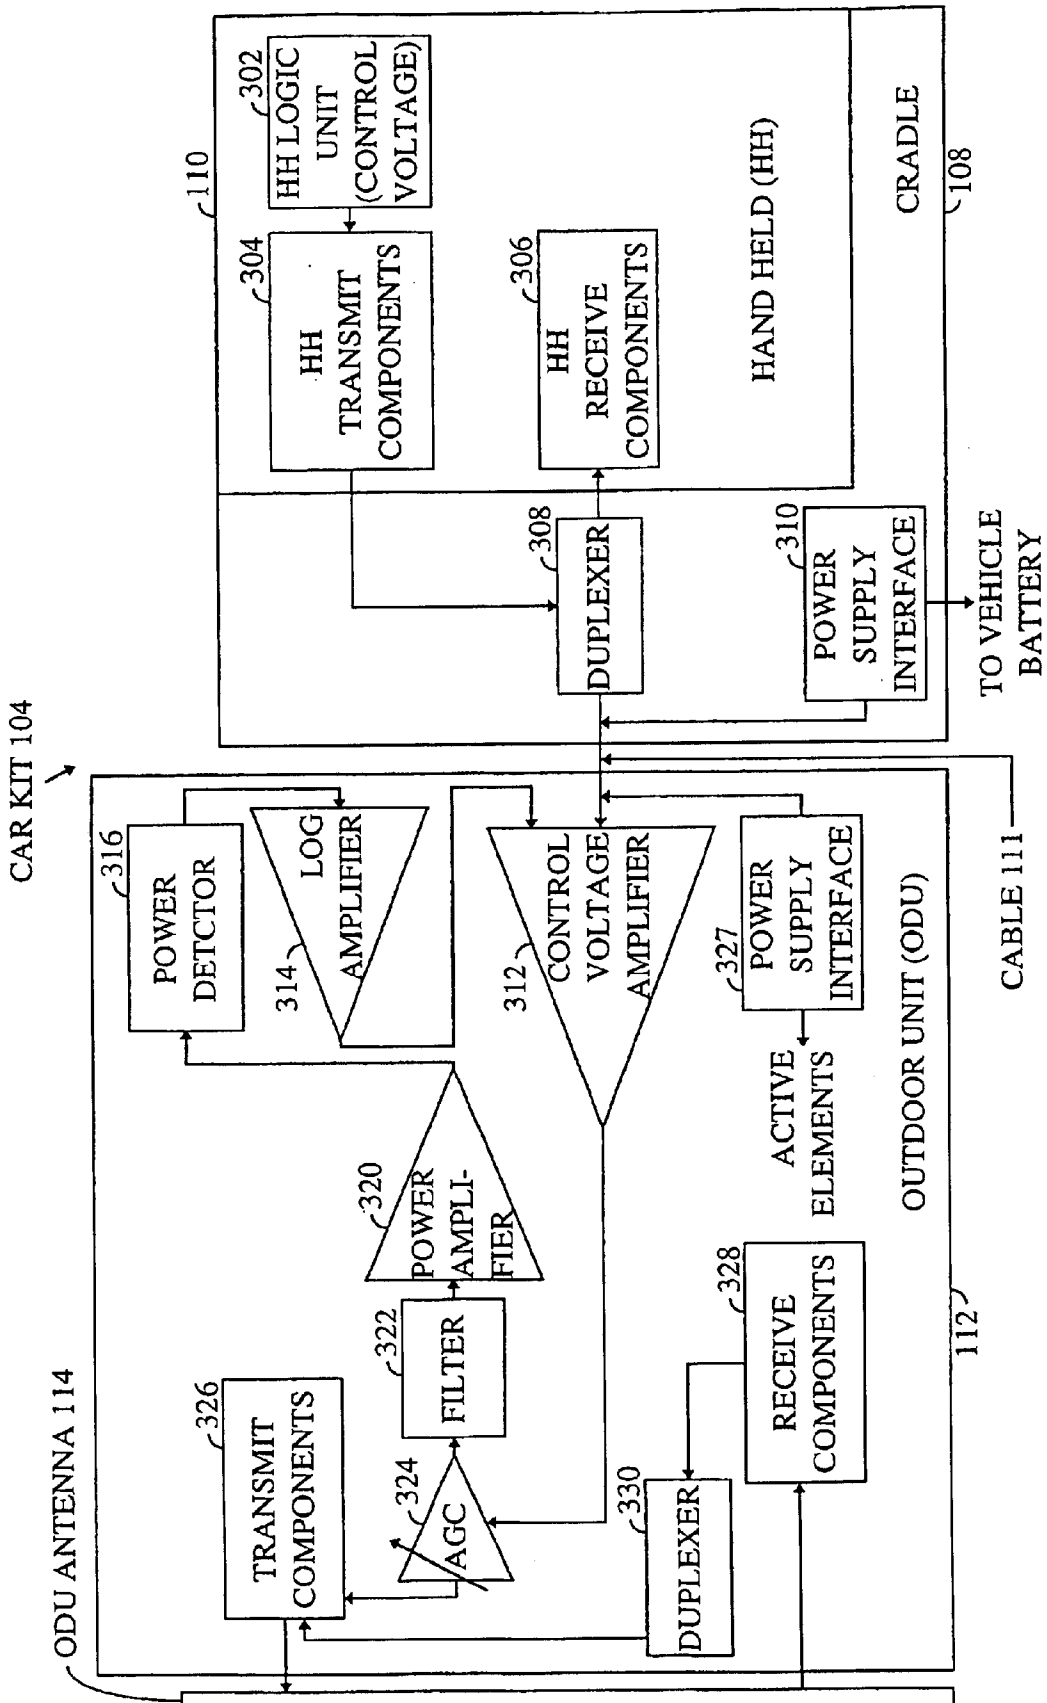 CAR KIT 104
ODU ANTENNA 114
326
TRANSMIT
COMPONENTS
324
AGC
322
FILTER
320
POWER
AMPLI-
FIER
316
POWER
DETCTOR
314
LOG
AMPLIFIER
312
CONTROL
VOLTAGE
AMPLIFIER
330
DUPLEXER
328
RECEIVE
COMPONENTS
ACTIVE
ELEMENTS
327
POWER
SUPPLY
INTERFACE
OUTDOOR UNIT (ODU)
112
CABLE 111
110
302
HH LOGIC
UNIT
(CONTROL
VOLTAGE)
304
HH
TRANSMIT
COMPONENTS
306
HH
RECEIVE
COMPONENTS
308
DUPLEXER
310
POWER
SUPPLY
INTERFACE
HAND HELD (HH)
CRADLE
108
TO VEHICLE
BATTERY